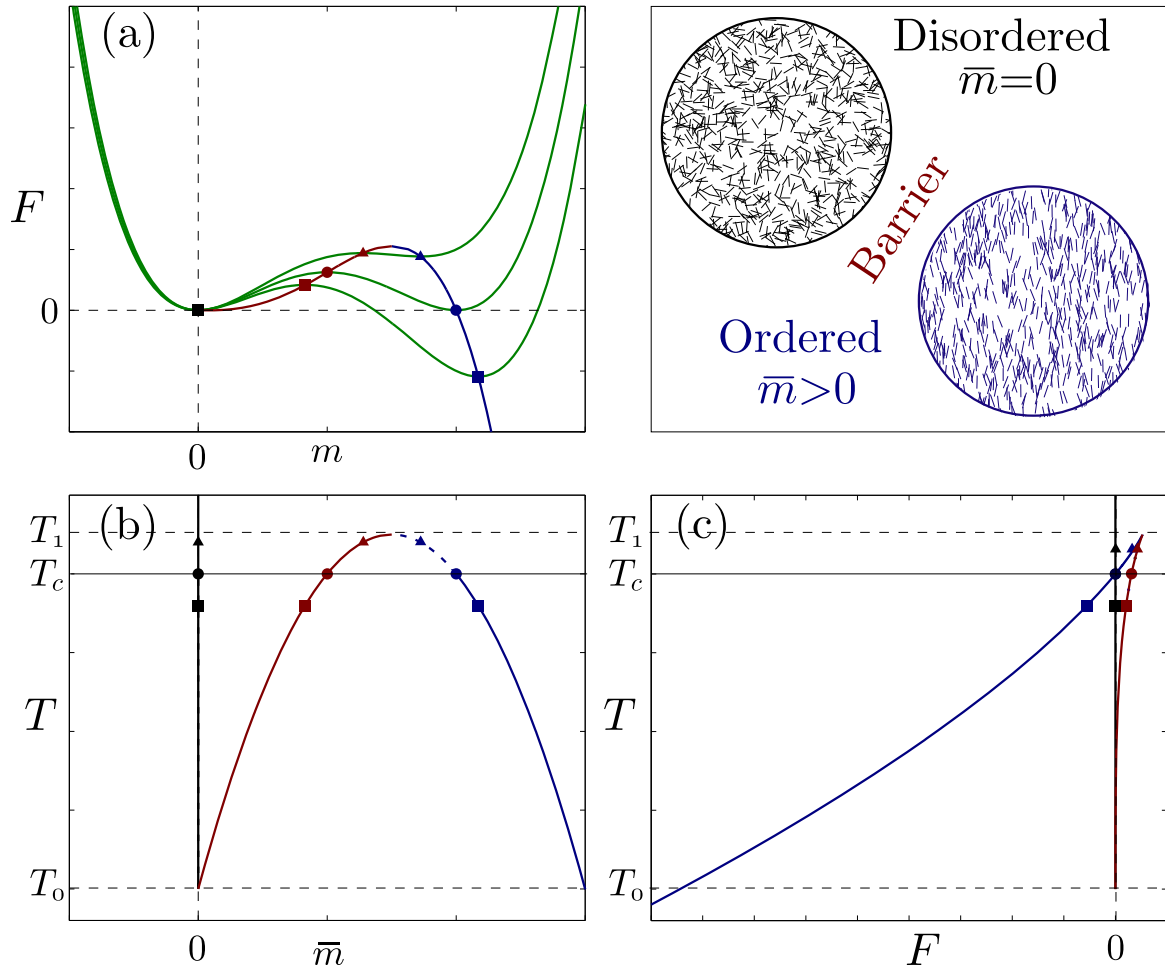 (a)
F
0
0
m
Disordered
m̅=0
Barrier
Ordered
m̅>0
(b)
T₁
T_c
T
T₀
0
m̅
(c)
T₁
T_c
T
T₀
F
0